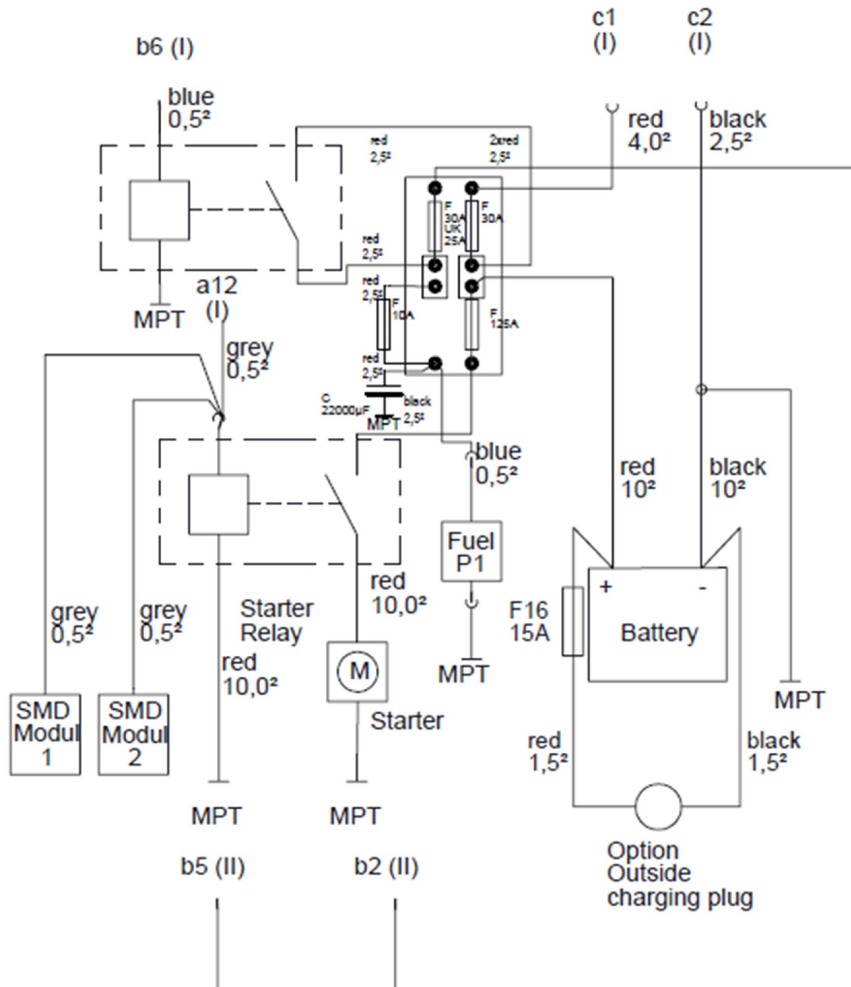 c1
(I)
c2
(I)
b6 (I)
blue
0,5²
red
4,0²
black
2,5²
red
2,5²
2xred
2,5²
F
30A
UK
25A
F
30A
red
2,5²
a12
(I)
red
2,5²
MPT
F
10A
F
125A
grey
0,5²
red
2,5²
C
22000µF
black
2,5²
MPT
blue
0,5²
red
10²
black
10²
Fuel
P1
red
10,0²
F16
15A
+
-
Battery
grey
0,5²
grey
0,5²
Starter
Relay
red
10,0²
M
MPT
MPT
SMD
Modul
1
SMD
Modul
2
Starter
red
1,5²
black
1,5²
MPT
MPT
Option
Outside
charging plug
b5 (II)
b2 (II)